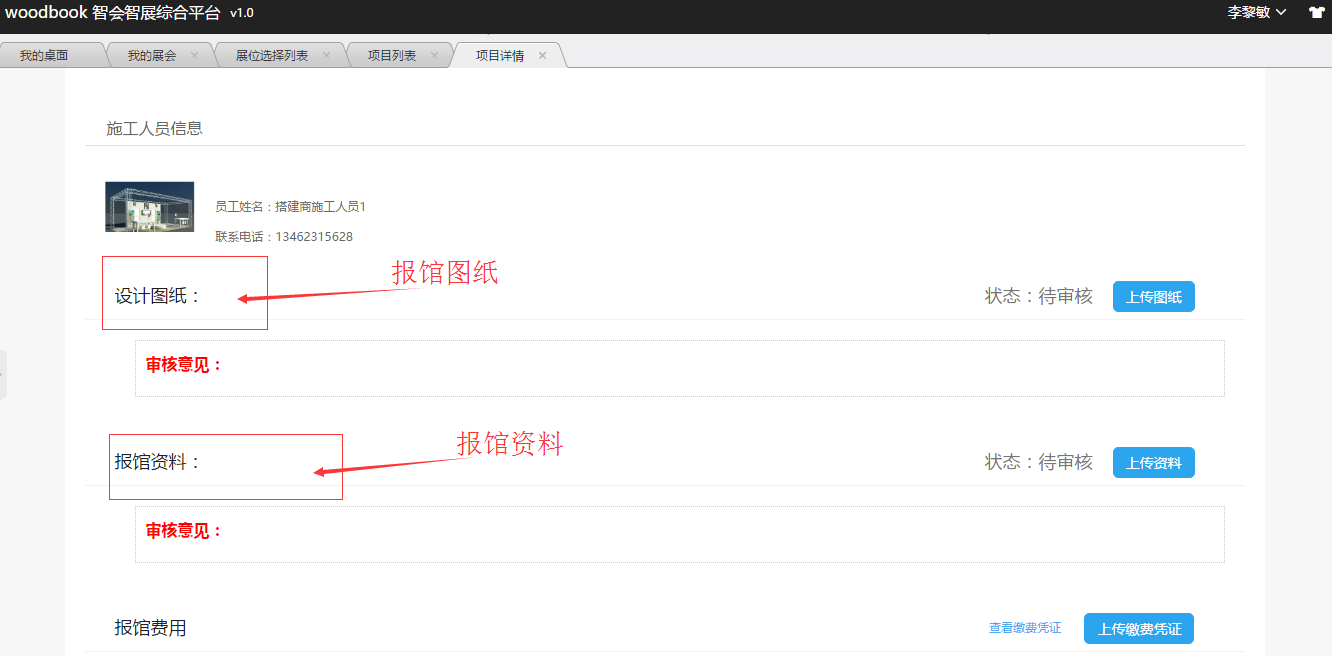 woodbook 智会智展综合平台 v1.0
李黎敏
我的桌面
我的展会
展位选择列表
项目列表
项目详情
施工人员信息
员工姓名：搭建商施工人员1
联系电话：13462315628
报馆图纸
设计图纸：
状态：待审核
上传图纸
审核意见：
报馆资料
报馆资料：
状态：待审核
上传资料
审核意见：
报馆费用
查看缴费凭证
上传缴费凭证